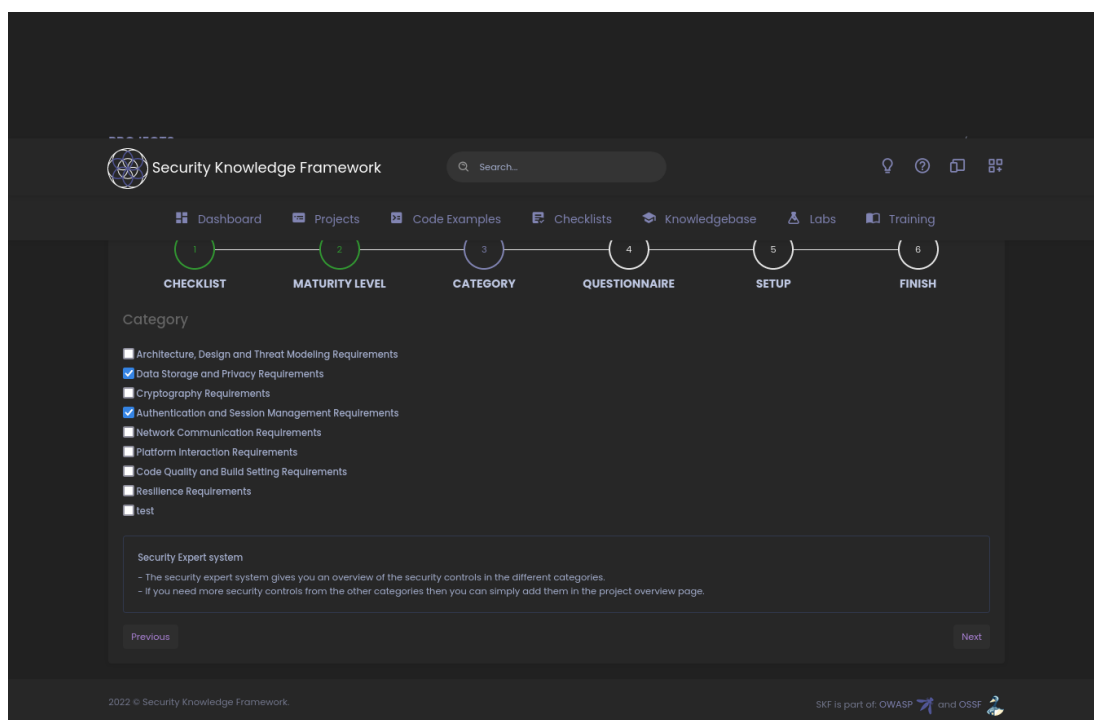 Security Knowledge Framework
Search...
Dashboard Projects Code Examples Checklists Knowledgebase Labs Training
1 2 3 4 5 6
CHECKLIST MATURITY LEVEL CATEGORY QUESTIONNAIRE SETUP FINISH
Category
Architecture, Design and Threat Modeling Requirements
Data Storage and Privacy Requirements
Cryptography Requirements
Authentication and Session Management Requirements
Network Communication Requirements
Platform Interaction Requirements
Code Quality and Build Setting Requirements
Resilience Requirements
test
Security Expert system
- The security expert system gives you an overview of the security controls in the different categories.
- If you need more security controls from the other categories then you can simply add them in the project overview page.
Previous Next
2022 © Security Knowledge Framework. SKF is part of: OWASP and OSSF